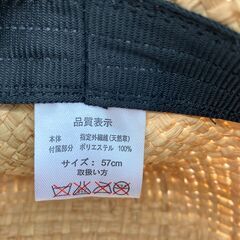 品質表示
本体 指定外繊維(天然草)
付属部分 ポリエステル 100%
サイズ：57cm
取扱い方